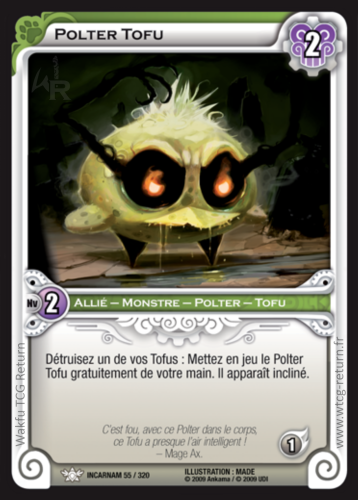 POLTER TOFU
2
Nv 2
ALLIÉ – MONSTRE – POLTER – TOFU
Détruisez un de vos Tofus : Mettez en jeu le Polter
Tofu gratuitement de votre main. Il apparaît incliné.
C'est fou, avec ce Polter dans le corps,
ce Tofu a presque l'air intelligent !
– Mage Ax.
1
INCARNAM 55 / 320
ILLUSTRATION : MADE
© 2009 Ankama / © 2009 UDI
Wakfu TCG Return
www.wtcg-return.fr